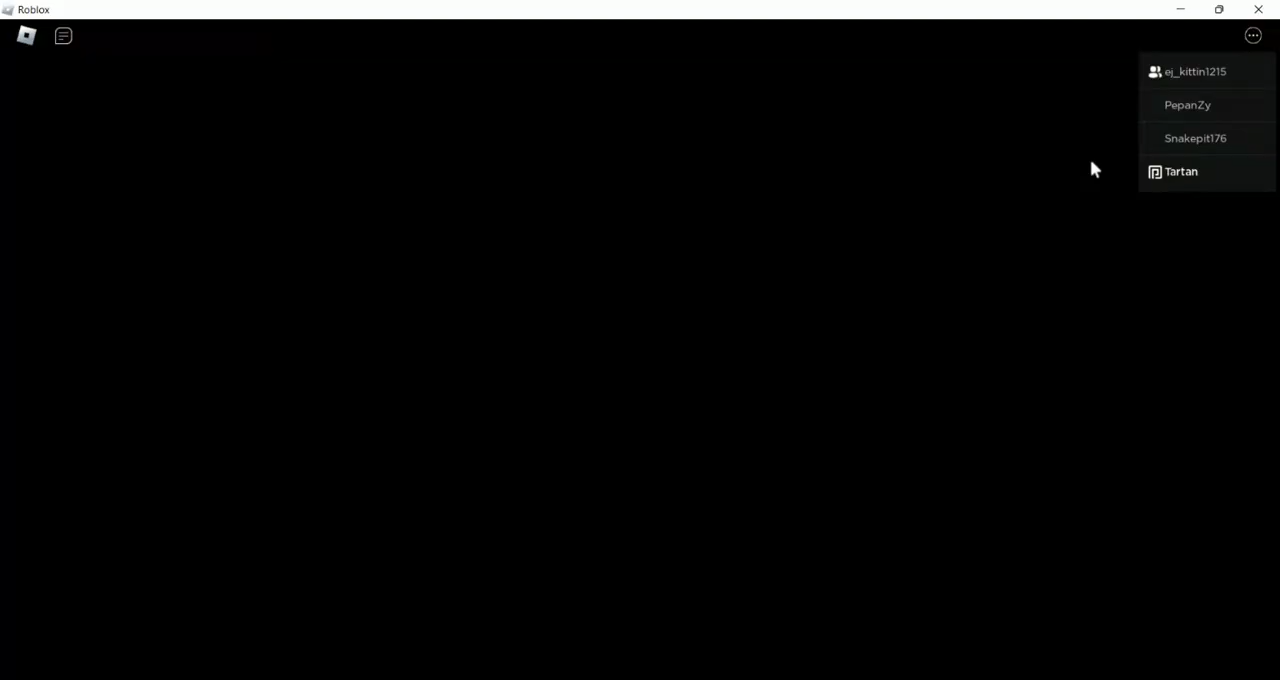 Roblox
ej_kittin1215
PepanZy
Snakepit176
Tartan